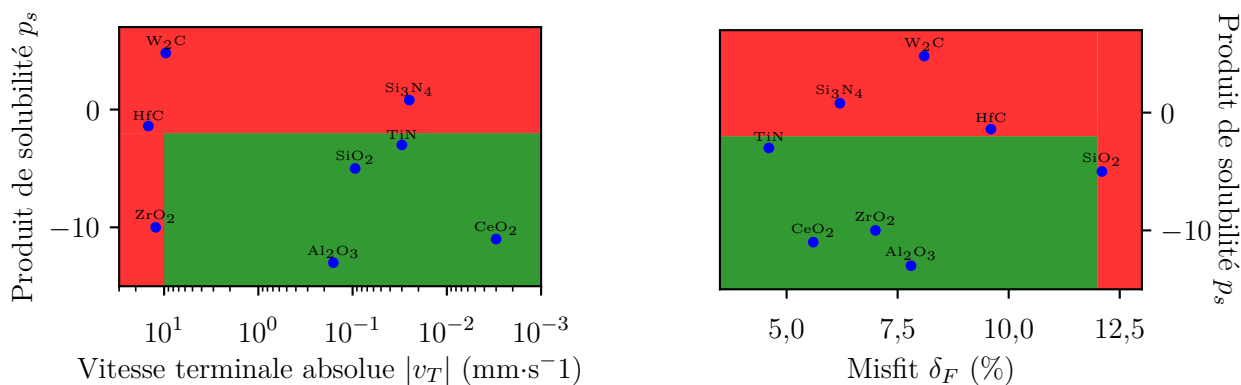 Produit de solubilité pₛ
0
−10
W₂C
Si₃N₄
HfC
TiN
SiO₂
ZrO₂
CeO₂
Al₂O₃
10¹ 10⁰ 10⁻¹ 10⁻² 10⁻³
Vitesse terminale absolue |v_T| (mm·s⁻1)
W₂C
Si₃N₄
HfC
TiN
SiO₂
ZrO₂
CeO₂
Al₂O₃
5,0 7,5 10,0 12,5
Misfit δ_F (%)
0
−10
Produit de solubilité pₛ